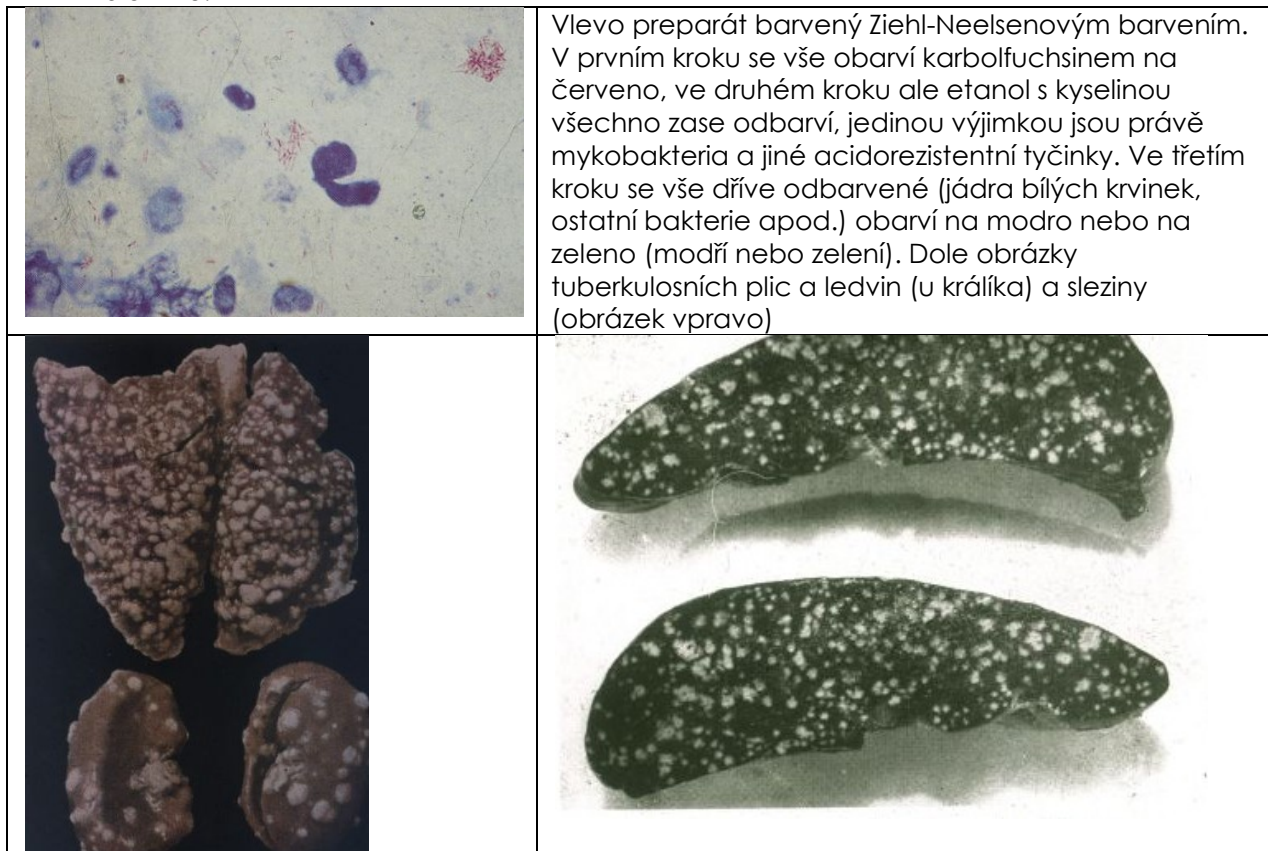 Vlevo preparát barvený Ziehl-Neelsenovým barvením.
V prvním kroku se vše obarví karbolfuchsinem na
červeno, ve druhém kroku ale etanol s kyselinou
všechno zase odbarví, jedinou výjimkou jsou právě
mykobakteria a jiné acidorezistentní tyčinky. Ve třetím
kroku se vše dříve odbarvené (jádra bílých krvinek,
ostatní bakterie apod.) obarví na modro nebo na
zeleno (modří nebo zelení). Dole obrázky
tuberkulosních plic a ledvin (u králíka) a sleziny
(obrázek vpravo)